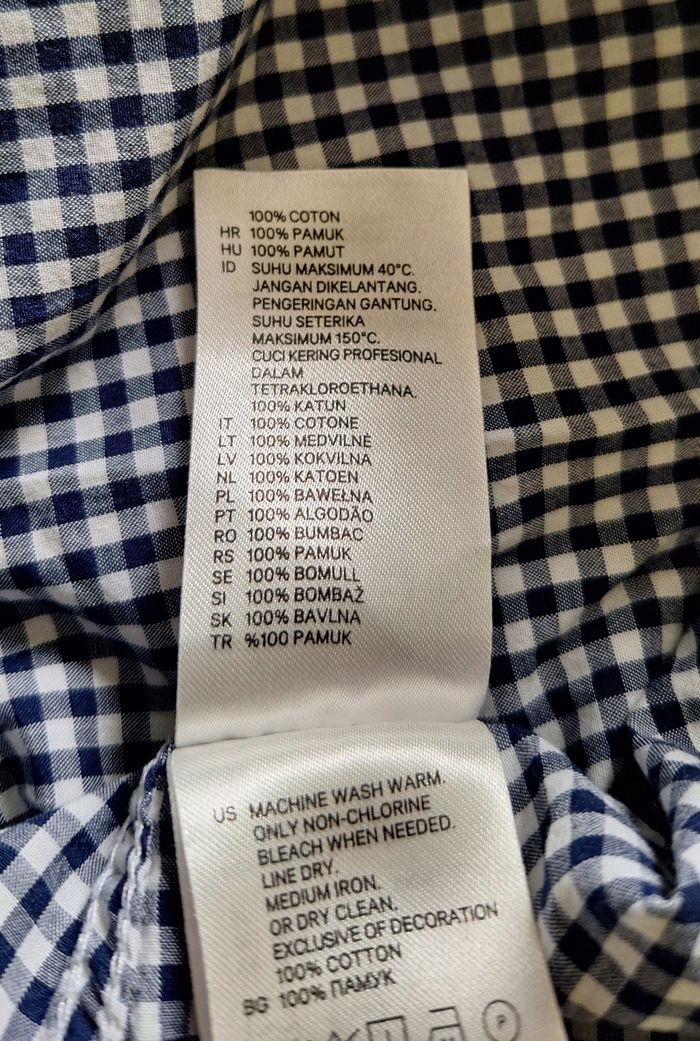 100% COTON
HR 100% PAMUK
HU 100% PAMUT
ID SUHU MAKSIMUM 40°C.
JANGAN DIKELANTANG.
PENGERINGAN GANTUNG.
SUHU SETERIKA
MAKSIMUM 150°C.
CUCI KERING PROFESIONAL
DALAM
TETRAKLOROETHANA.
100% KATUN
IT 100% COTONE
LT 100% MEDVILNĖ
LV 100% KOKVILNA
NL 100% KATOEN
PL 100% BAWEŁNA
PT 100% ALGODÃO
RO 100% BUMBAC
RS 100% PAMUK
SE 100% BOMULL
SI 100% BOMBAŽ
SK 100% BAVLNA
TR %100 PAMUK
US MACHINE WASH WARM.
ONLY NON-CHLORINE
BLEACH WHEN NEEDED.
LINE DRY.
MEDIUM IRON.
OR DRY CLEAN.
EXCLUSIVE OF DECORATION
100% COTTON
BG 100% ПАМУК
P